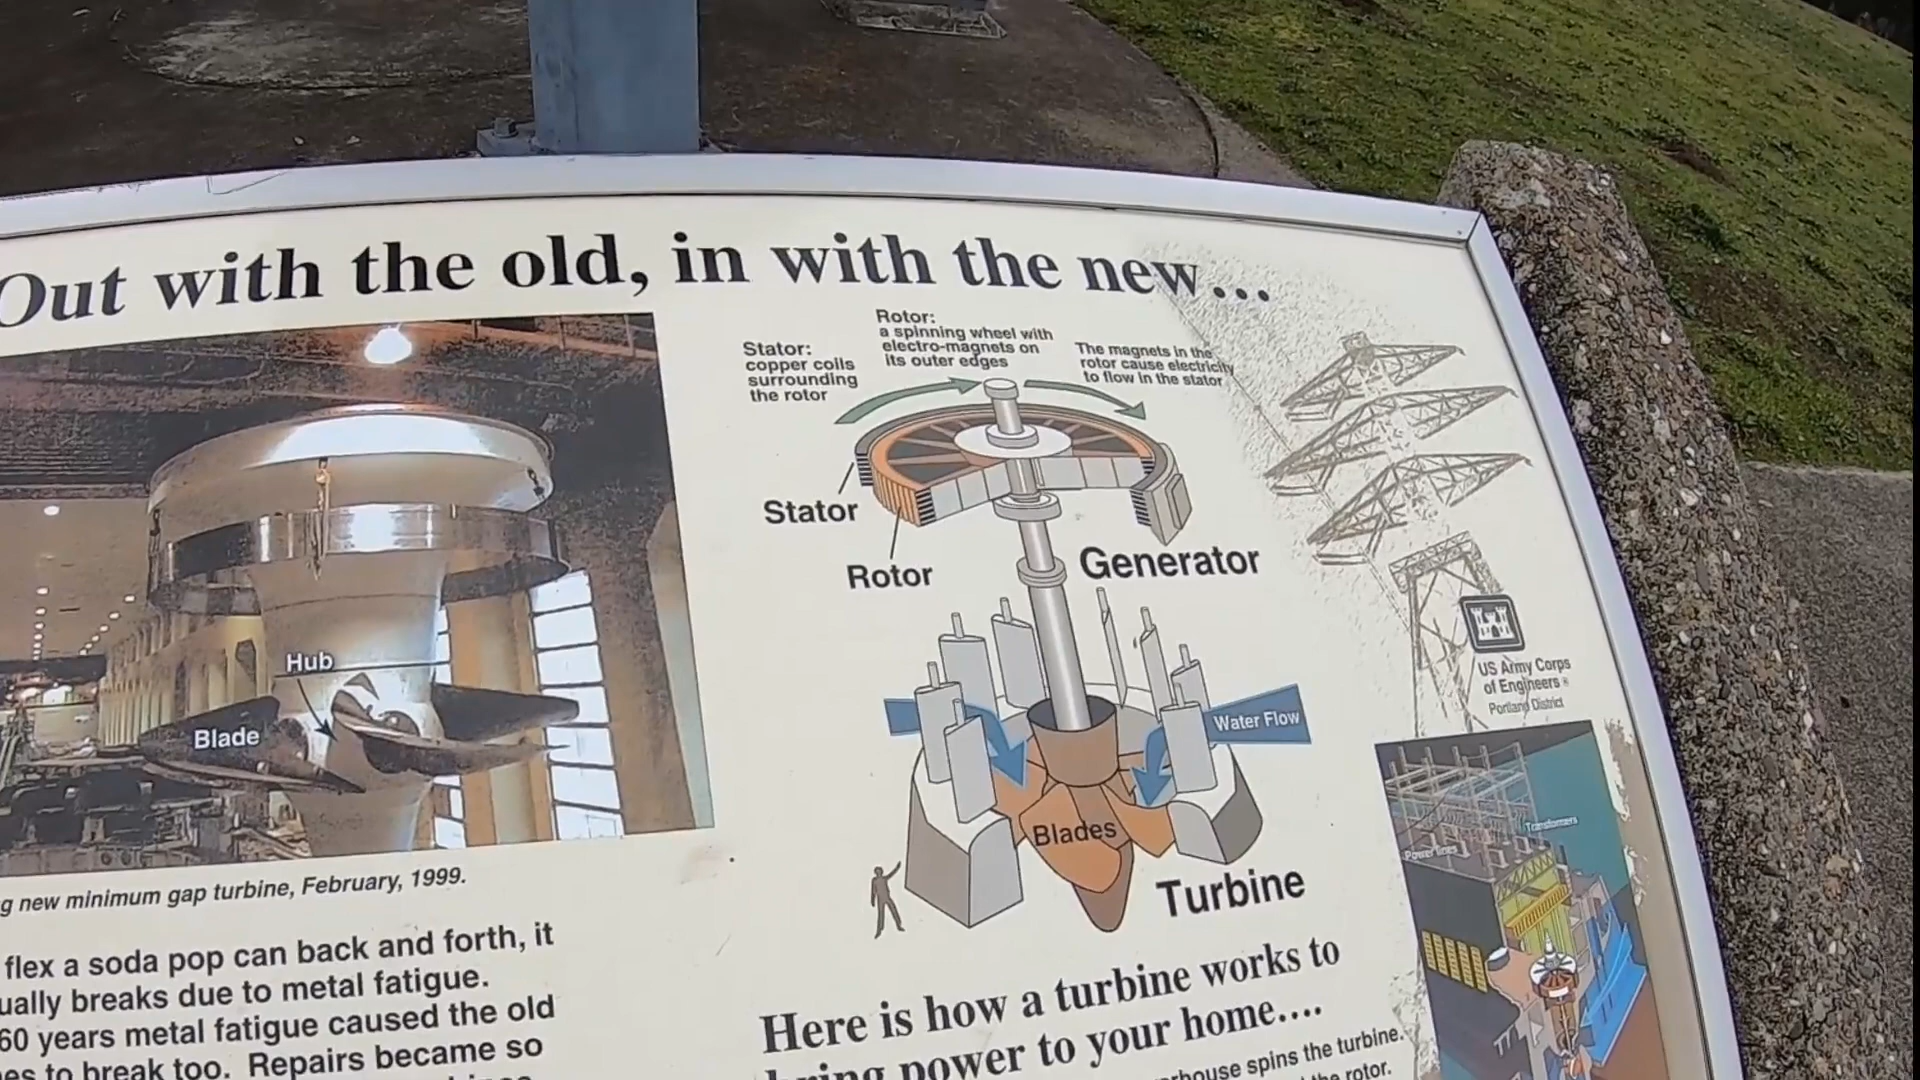 Out with the old, in with the new...
Stator:
copper coils
surrounding
the rotor
Rotor:
a spinning wheel with
electro-magnets on
its outer edges
The magnets in the
rotor cause electricity
to flow in the stator
Stator
Rotor
Generator
Hub
Blade
Water Flow
Blades
Turbine
US Army Corps
of Engineers ®
Portland District
Transformers
Power lines
g new minimum gap turbine, February, 1999.
flex a soda pop can back and forth, it
ually breaks due to metal fatigue.
60 years metal fatigue caused the old
es to break too. Repairs became so
Here is how a turbine works to
bring power to your home....
rhouse spins the turbine.
the rotor.